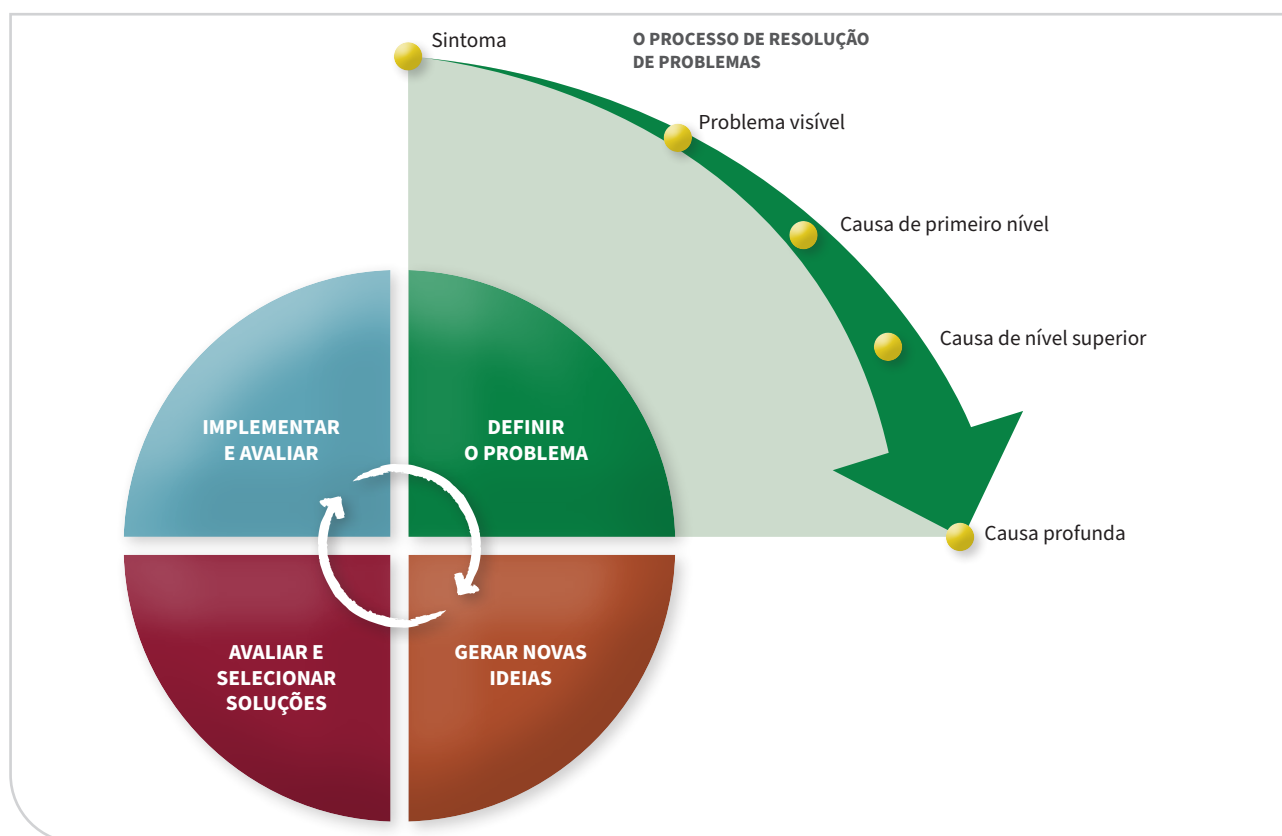 O PROCESSO DE RESOLUÇÃO
DE PROBLEMAS
Sintoma
Problema visível
Causa de primeiro nível
Causa de nível superior
Causa profunda
DEFINIR
O PROBLEMA
GERAR NOVAS
IDEIAS
AVALIAR E
SELECIONAR
SOLUÇÕES
IMPLEMENTAR
E AVALIAR